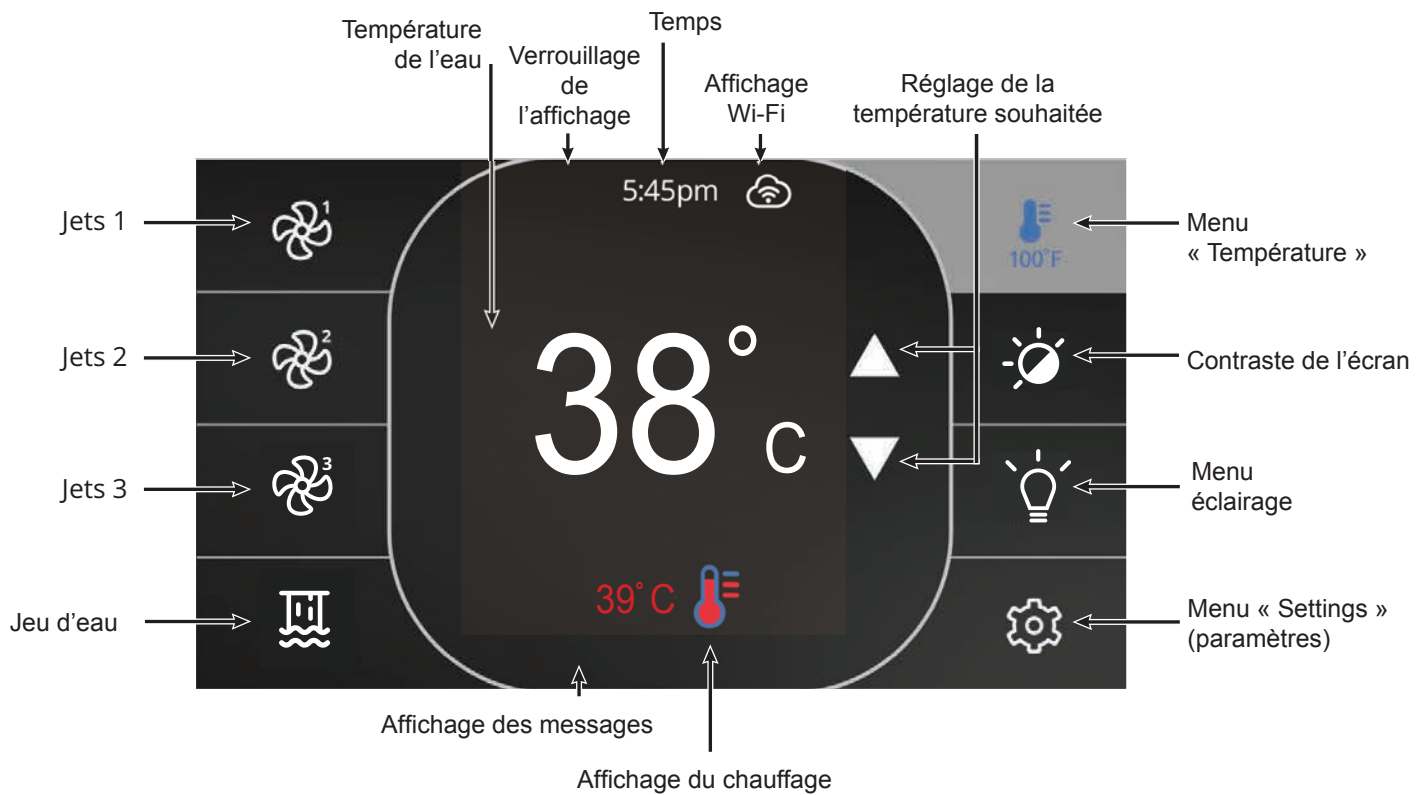 Température
de l’eau
Verrouillage
de
l’affichage
Temps
Affichage
Wi-Fi
Réglage de la
température souhaitée
5:45pm
Jets 1
1
100°F
Menu
« Température »
Jets 2
2
38°C
Contraste de l’écran
Jets 3
3
Menu
éclairage
39°C
Jeu d’eau
Menu « Settings »
(paramètres)
Affichage des messages
Affichage du chauffage